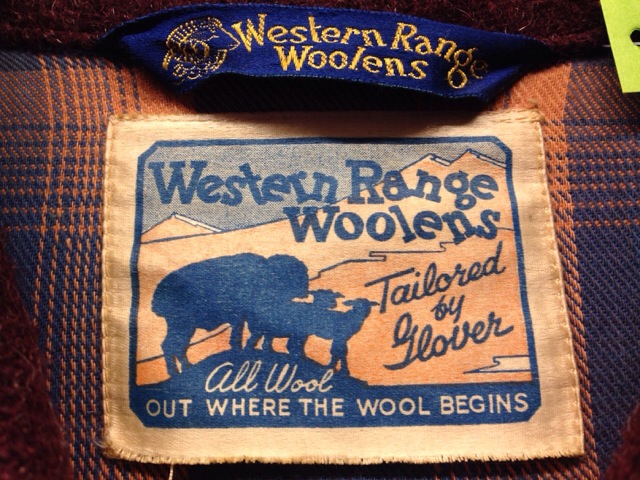 Western Range
Woolens
Western Range
Woolens
Tailored
by
Glover
All Wool
OUT WHERE THE WOOL BEGINS